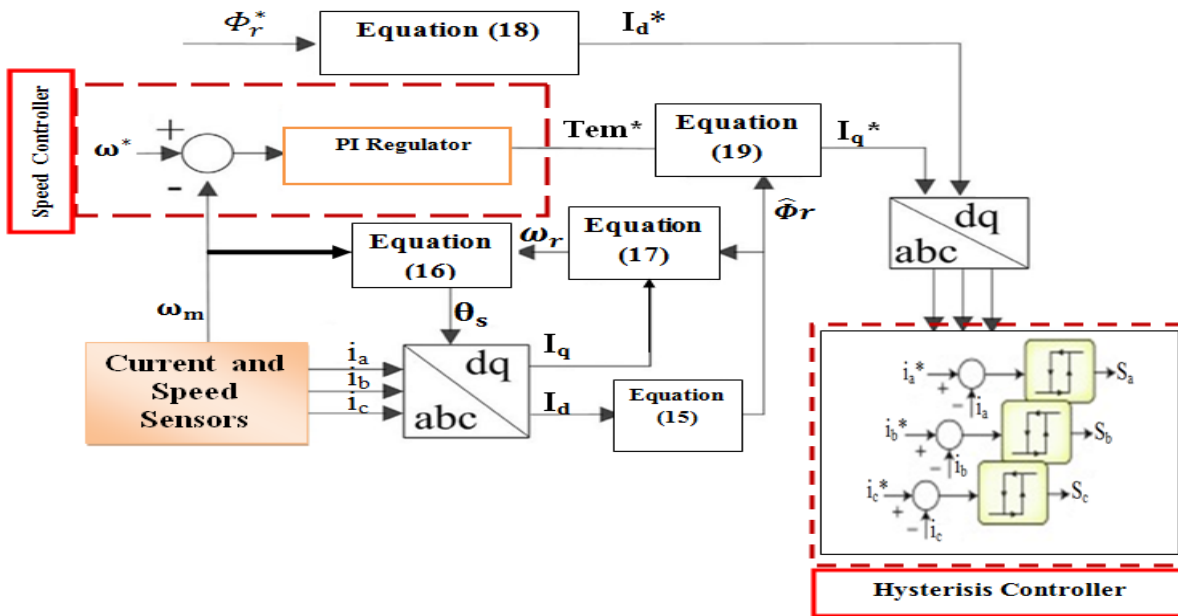 Φr*
Equation (18)
Id*
Speed Controller
ω*
+
-
PI Regulator
Tem*
Equation
(19)
Iq*
Φ̂r
dq
abc
Equation
(16)
ωr
Equation
(17)
ωm
θs
Current and
Speed
Sensors
ia
ib
ic
dq
abc
Iq
Id
Equation
(15)
ia*
+
−
ia
Sa
ib*
+
−
ib
Sb
ic*
+
−
ic
Sc
Hysterisis Controller